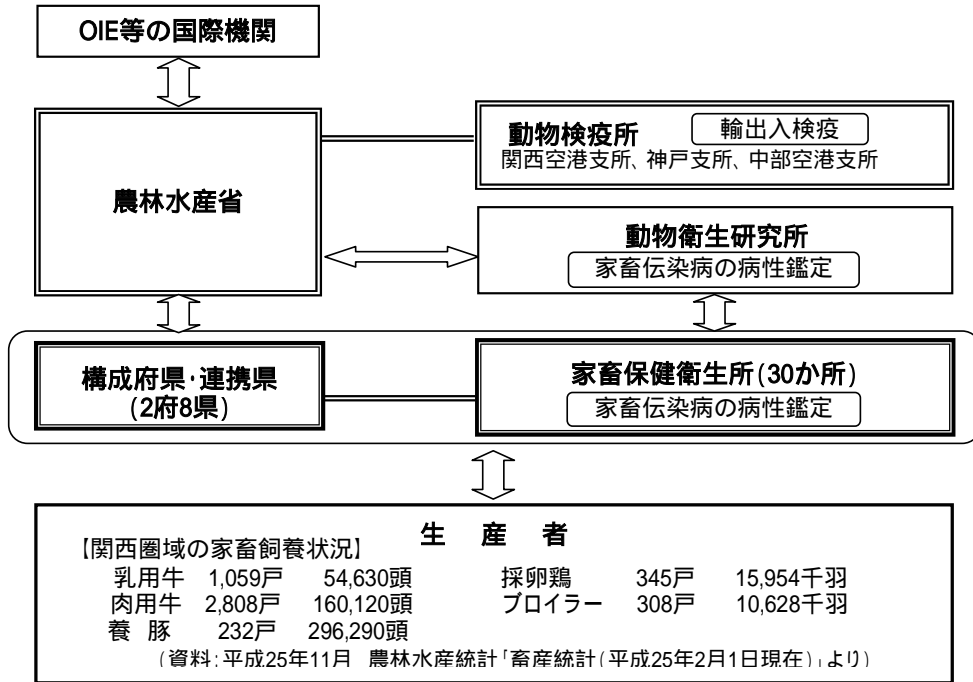 OIE等の国際機関
農林水産省
動物検疫所 輸出入検疫
関西空港支所、神戸支所、中部空港支所
動物衛生研究所
家畜伝染病の病性鑑定
構成府県・連携県
(2府8県)
家畜保健衛生所(30か所)
家畜伝染病の病性鑑定
生 産 者
【関西圏域の家畜飼養状況】
乳用牛 1,059戸 54,630頭 採卵鶏 345戸 15,954千羽
肉用牛 2,808戸 160,120頭 ブロイラー 308戸 10,628千羽
養 豚 232戸 296,290頭
(資料:平成25年11月 農林水産統計「畜産統計(平成25年2月1日現在)」より)